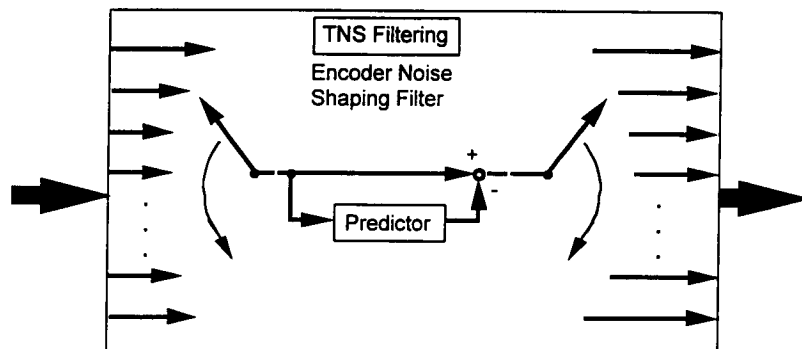 TNS Filtering
Encoder Noise
Shaping Filter
+
-
Predictor